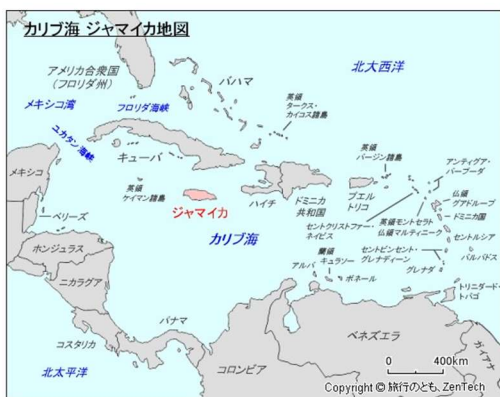 カリブ海 ジャマイカ地図
アメリカ合衆国
(フロリダ州)
バハマ
北大西洋
メキシコ湾
フロリダ海峡
英領
タークス・
カイコス諸島
ユカタン海峡
キューバ
メキシコ
英領
ケイマン諸島
英領
バージン諸島
アンティグア・
バーブーダ
ジャマイカ
ハイチ
ドミニカ
共和国
プエル
トリコ
仏領
グアドループ
ベリーズ
ドミニカ国
セントクリストファー・
ネイビス
英領モンセラト
仏領マルティニーク
セントルシア
ホンジュラス
カリブ海
セントビンセント・
グレナディーン
バルバドス
蘭領
キュラソー
アルバ
ボネール
グレナダ
ニカラグア
トリニダード・
トバゴ
パナマ
コスタリカ
ベネズエラ
ガイアナ
コロンビア
北太平洋
0 400km
Copyright © 旅行のとも、ZenTech